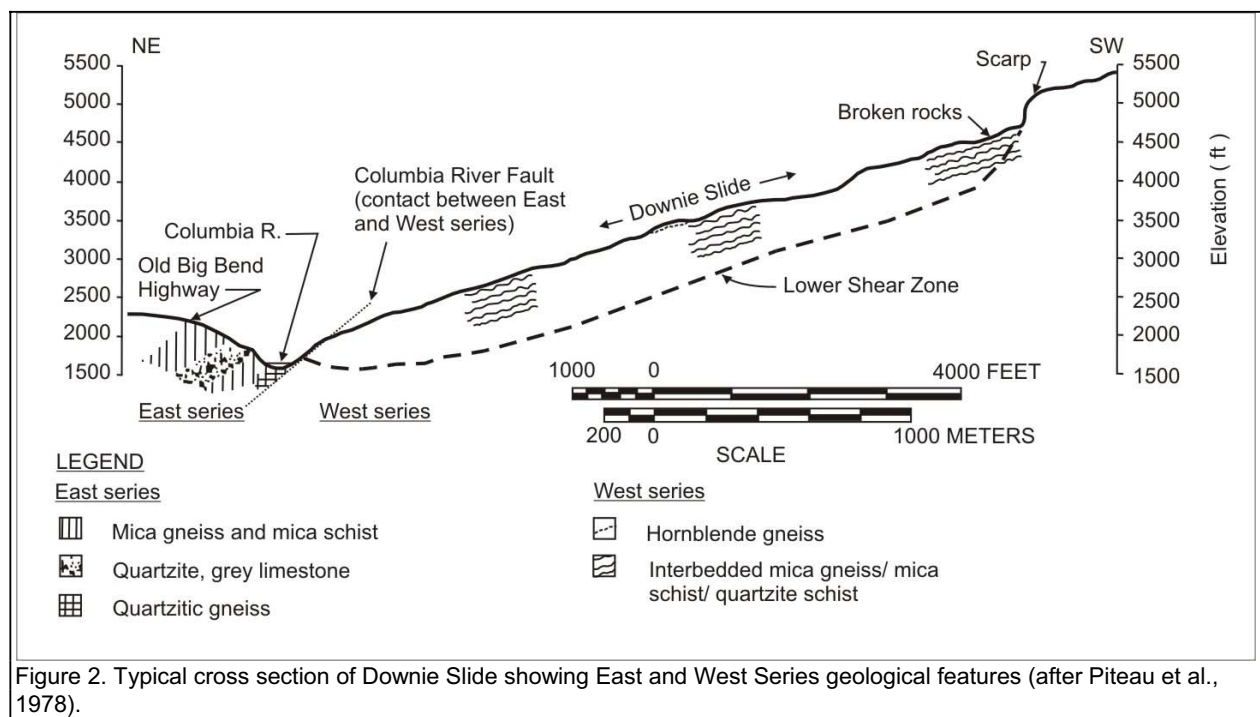 NE
SW
5500
5000
4500
4000
3500
3000
2500
2000
1500
Scarp
Broken rocks
Columbia River Fault
(contact between East
and West series)
Downie Slide
Columbia R.
Old Big Bend
Highway
Lower Shear Zone
5500
5000
4500
4000
3500
3000
2500
2000
1500
Elevation ( ft )
East series
West series
1000 0 4000 FEET
200 0 1000 METERS
SCALE
LEGEND
East series
Mica gneiss and mica schist
Quartzite, grey limestone
Quartzitic gneiss
West series
Hornblende gneiss
Interbedded mica gneiss/ mica
schist/ quartzite schist
Figure 2. Typical cross section of Downie Slide showing East and West Series geological features (after Piteau et al.,
1978).